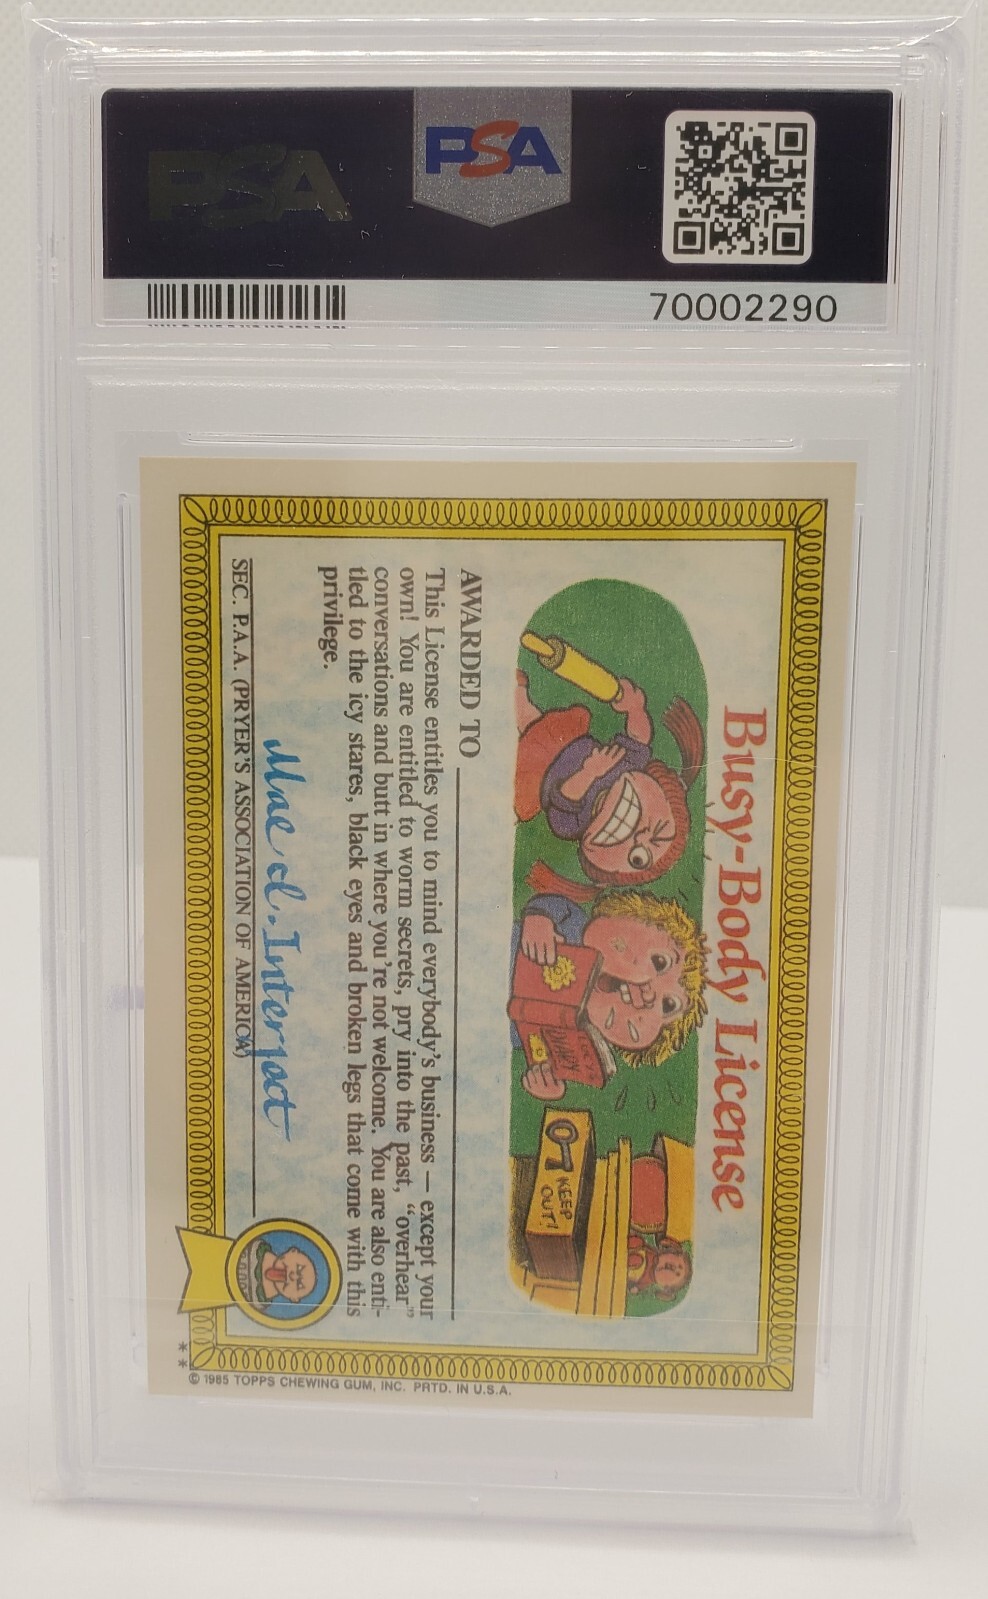 PSA
PSA
70002290
Busy-Body License
DIARY
KEEP
OUT!
AWARDED TO
This License entitles you to mind everybody's business — except your
own! You are entitled to worm secrets, pry into the past, "overhear"
conversations and butt in where you're not welcome. You are also enti-
tled to the icy stares, black eyes and broken legs that come with this
privilege.
Mae d. Interject
SEC. P.A.A. (PRYER'S ASSOCIATION OF AMERICA)
** © 1985 TOPPS CHEWING GUM, INC. PRTD. IN U.S.A.